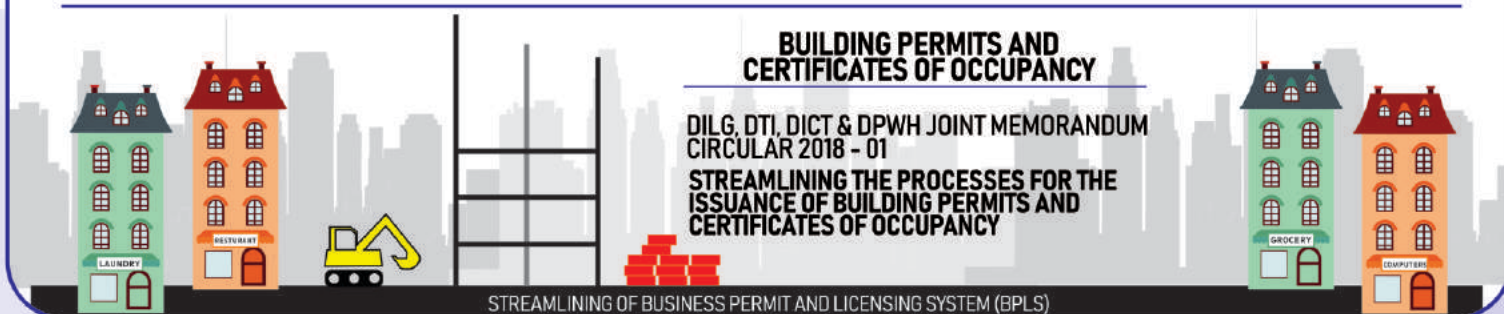 BUILDING PERMITS AND
CERTIFICATES OF OCCUPANCY
DILG, DTI, DICT & DPWH JOINT MEMORANDUM
CIRCULAR 2018 - 01
STREAMLINING THE PROCESSES FOR THE
ISSUANCE OF BUILDING PERMITS AND
CERTIFICATES OF OCCUPANCY
LAUNDRY
RESTURANT
GROCERY
COMPUTERS
STREAMLINING OF BUSINESS PERMIT AND LICENSING SYSTEM (BPLS)